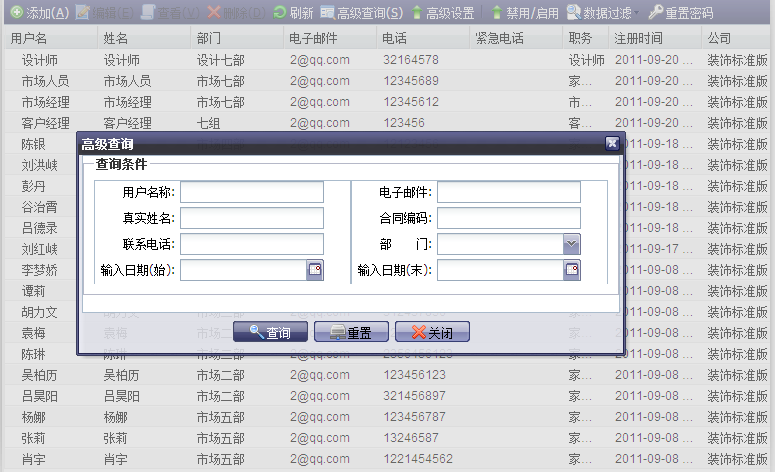 添加(A) 编辑(E) 查看(V) 删除(D) 刷新 高级查询(S) 高级设置 禁用/启用 数据过滤 重置密码
用户名 姓名 部门 电子邮件 电话 紧急电话 职务 注册时间 公司
设计师 设计师 设计七部 2@qq.com 32164578 设计师 2011-09-20 ... 装饰标准版
市场人员 市场人员 市场七部 2@qq.com 12345689 家... 2011-09-20 ... 装饰标准版
市场经理 市场经理 市场七部 2@qq.com 12345612 市... 2011-09-20 ... 装饰标准版
客户经理 客户经理 七组 2@qq.com 123456 客... 2011-09-20 ... 装饰标准版
陈银 2011-09-18 ... 装饰标准版
刘洪峡 2011-09-18 ... 装饰标准版
彭丹 2011-09-18 ... 装饰标准版
谷冶霄 2011-09-18 ... 装饰标准版
吕德录 2011-09-18 ... 装饰标准版
刘红峡 2011-09-17 ... 装饰标准版
李梦娇 2011-09-08 ... 装饰标准版
谭莉 2011-09-08 ... 装饰标准版
胡力文 胡力文 2011-09-08 ... 装饰标准版
袁梅 袁梅 市场二部 2011-09-08 ... 装饰标准版
陈琳 陈琳 市场二部 2@qq.com 2011-09-08 ... 装饰标准版
高级查询
查询条件
用户名称: 电子邮件:
真实姓名: 合同编码:
联系电话: 部 门:
输入日期(始): 输入日期(末):
查询 重置 关闭
吴柏历 吴柏历 市场二部 2@qq.com 123456123 家... 2011-09-08 ... 装饰标准版
吕昊阳 吕昊阳 市场二部 2@qq.com 321456897 家... 2011-09-08 ... 装饰标准版
杨娜 杨娜 市场五部 2@qq.com 123456787 家... 2011-09-08 ... 装饰标准版
张莉 张莉 市场五部 2@qq.com 13246587 家... 2011-09-08 ... 装饰标准版
肖宇 肖宇 市场五部 2@qq.com 1221454562 家... 2011-09-08 ... 装饰标准版